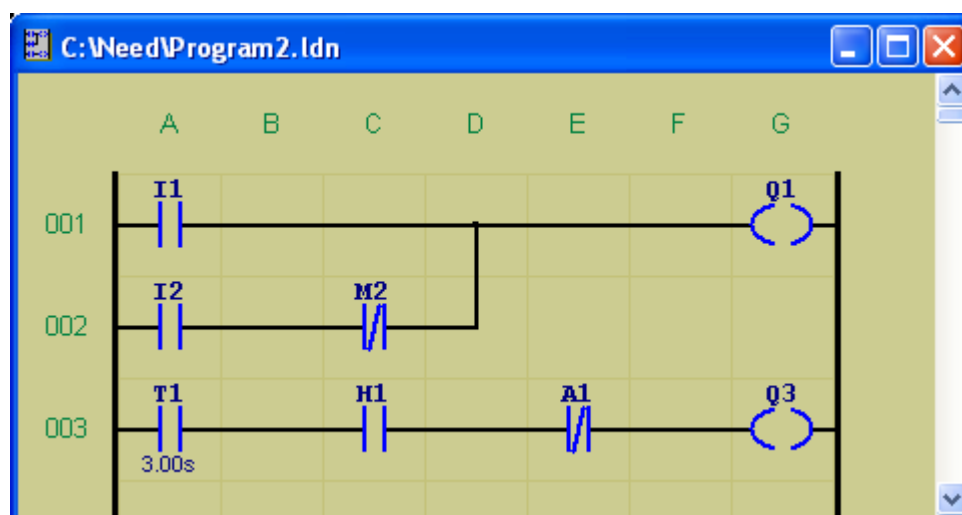 C:\Need\Program2.ldn
A B C D E F G
I1 Q1
001
I2 M2
002
T1 H1 A1 Q3
003
3.00s